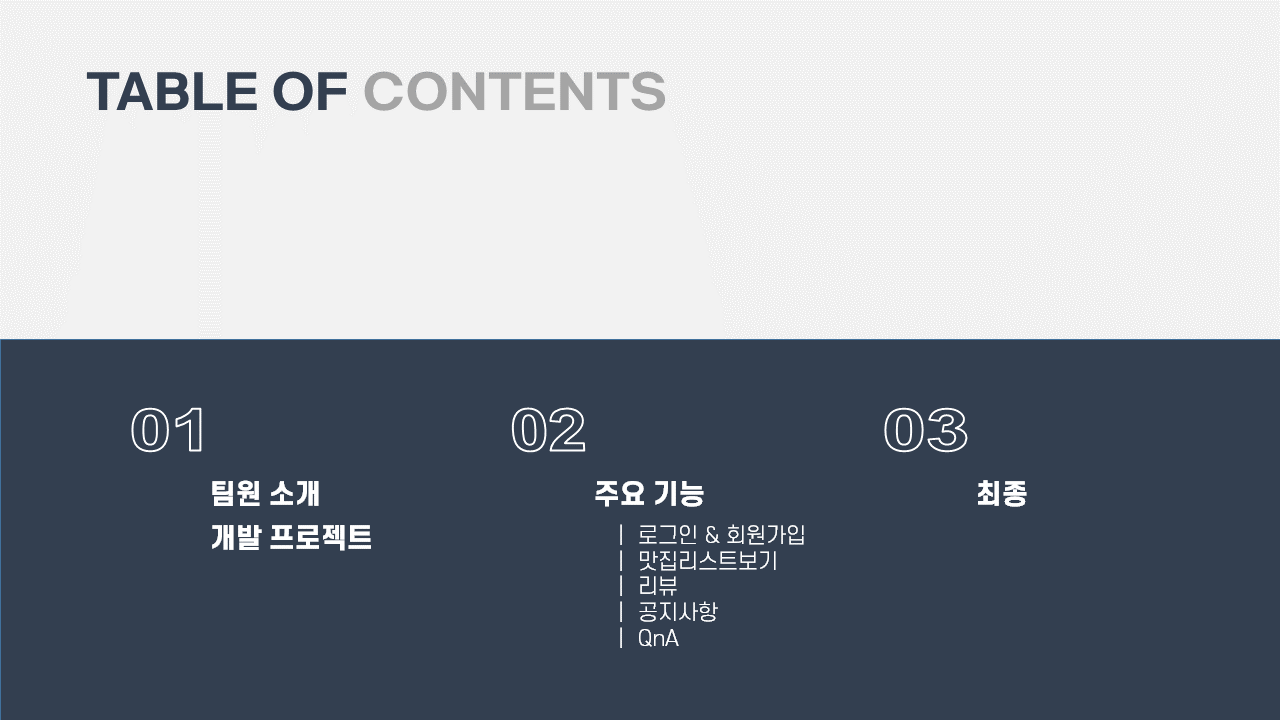 TABLE OF CONTENTS
01
팀원 소개
개발 프로젝트
02
주요 기능
| 로그인 & 회원가입
| 맛집리스트보기
| 리뷰
| 공지사항
| QnA
03
최종